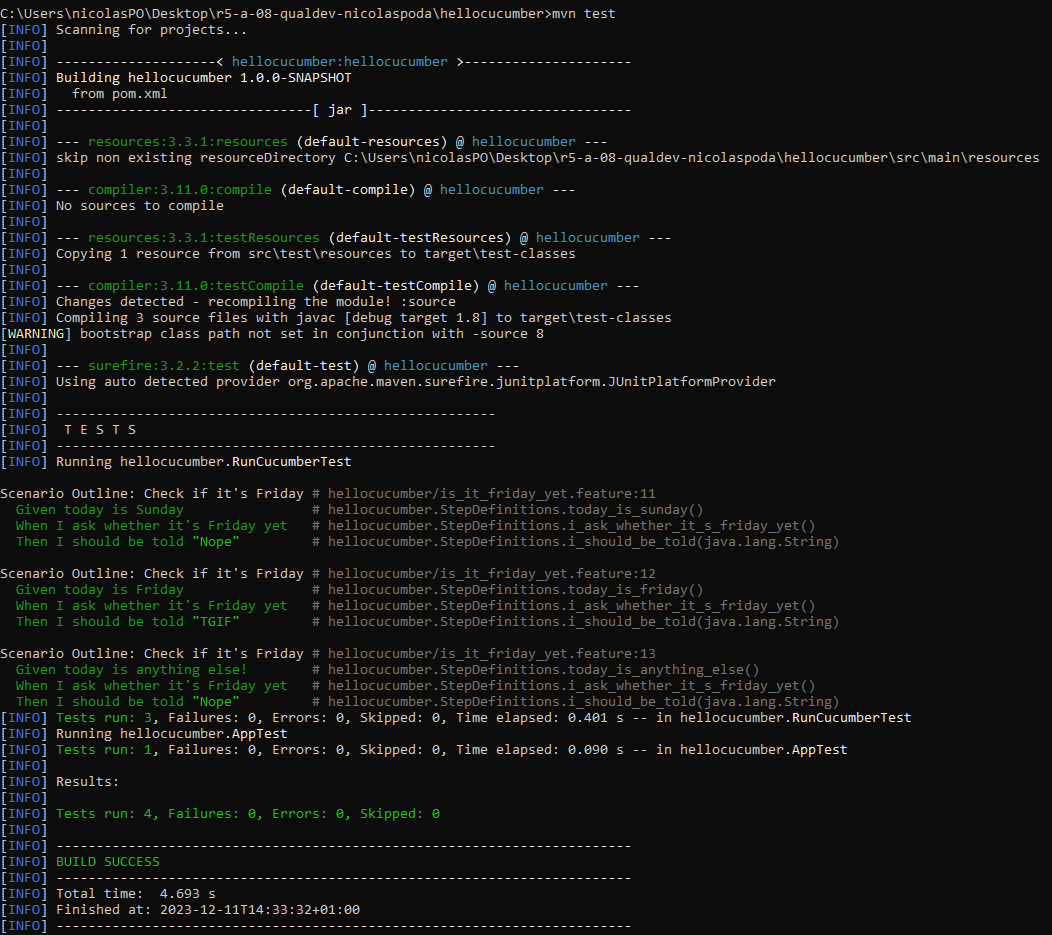 C:\Users\nicolasPO\Desktop\r5-a-08-qualdev-nicolaspoda\hellocucumber>mvn test
[INFO] Scanning for projects...
[INFO]
[INFO] --------------------< hellocucumber:hellocucumber >---------------------
[INFO] Building hellocucumber 1.0.0-SNAPSHOT
[INFO]   from pom.xml
[INFO] --------------------------------[ jar ]---------------------------------
[INFO]
[INFO] --- resources:3.3.1:resources (default-resources) @ hellocucumber ---
[INFO] skip non existing resourceDirectory C:\Users\nicolasPO\Desktop\r5-a-08-qualdev-nicolaspoda\hellocucumber\src\main\resources
[INFO]
[INFO] --- compiler:3.11.0:compile (default-compile) @ hellocucumber ---
[INFO] No sources to compile
[INFO]
[INFO] --- resources:3.3.1:testResources (default-testResources) @ hellocucumber ---
[INFO] Copying 1 resource from src\test\resources to target\test-classes
[INFO]
[INFO] --- compiler:3.11.0:testCompile (default-testCompile) @ hellocucumber ---
[INFO] Changes detected - recompiling the module! :source
[INFO] Compiling 3 source files with javac [debug target 1.8] to target\test-classes
[WARNING] bootstrap class path not set in conjunction with -source 8
[INFO]
[INFO] --- surefire:3.2.2:test (default-test) @ hellocucumber ---
[INFO] Using auto detected provider org.apache.maven.surefire.junitplatform.JUnitPlatformProvider
[INFO]
[INFO] -------------------------------------------------------
[INFO]  T E S T S
[INFO] -------------------------------------------------------
[INFO] Running hellocucumber.RunCucumberTest
Scenario Outline: Check if it's Friday # hellocucumber/is_it_friday_yet.feature:11
  Given today is Sunday                # hellocucumber.StepDefinitions.today_is_sunday()
  When I ask whether it's Friday yet   # hellocucumber.StepDefinitions.i_ask_whether_it_s_friday_yet()
  Then I should be told "Nope"         # hellocucumber.StepDefinitions.i_should_be_told(java.lang.String)
Scenario Outline: Check if it's Friday # hellocucumber/is_it_friday_yet.feature:12
  Given today is Friday                # hellocucumber.StepDefinitions.today_is_friday()
  When I ask whether it's Friday yet   # hellocucumber.StepDefinitions.i_ask_whether_it_s_friday_yet()
  Then I should be told "TGIF"         # hellocucumber.StepDefinitions.i_should_be_told(java.lang.String)
Scenario Outline: Check if it's Friday # hellocucumber/is_it_friday_yet.feature:13
  Given today is anything else!        # hellocucumber.StepDefinitions.today_is_anything_else()
  When I ask whether it's Friday yet   # hellocucumber.StepDefinitions.i_ask_whether_it_s_friday_yet()
  Then I should be told "Nope"         # hellocucumber.StepDefinitions.i_should_be_told(java.lang.String)
[INFO] Tests run: 3, Failures: 0, Errors: 0, Skipped: 0, Time elapsed: 0.401 s -- in hellocucumber.RunCucumberTest
[INFO] Running hellocucumber.AppTest
[INFO] Tests run: 1, Failures: 0, Errors: 0, Skipped: 0, Time elapsed: 0.090 s -- in hellocucumber.AppTest
[INFO]
[INFO] Results:
[INFO]
[INFO] Tests run: 4, Failures: 0, Errors: 0, Skipped: 0
[INFO]
[INFO] ------------------------------------------------------------------------
[INFO] BUILD SUCCESS
[INFO] ------------------------------------------------------------------------
[INFO] Total time:  4.693 s
[INFO] Finished at: 2023-12-11T14:33:32+01:00
[INFO] ------------------------------------------------------------------------